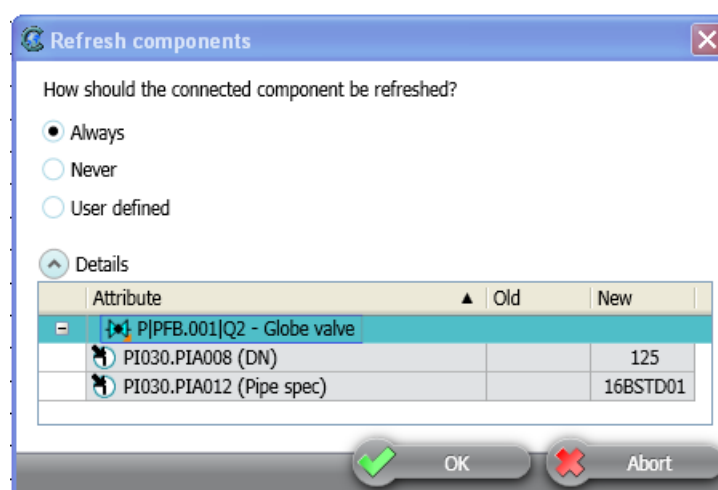 Refresh components
How should the connected component be refreshed?
Always
Never
User defined
Details
Attribute Old New
P|PFB.001|Q2 - Globe valve
PI030.PIA008 (DN) 125
PI030.PIA012 (Pipe spec) 16BSTD01
OK Abort